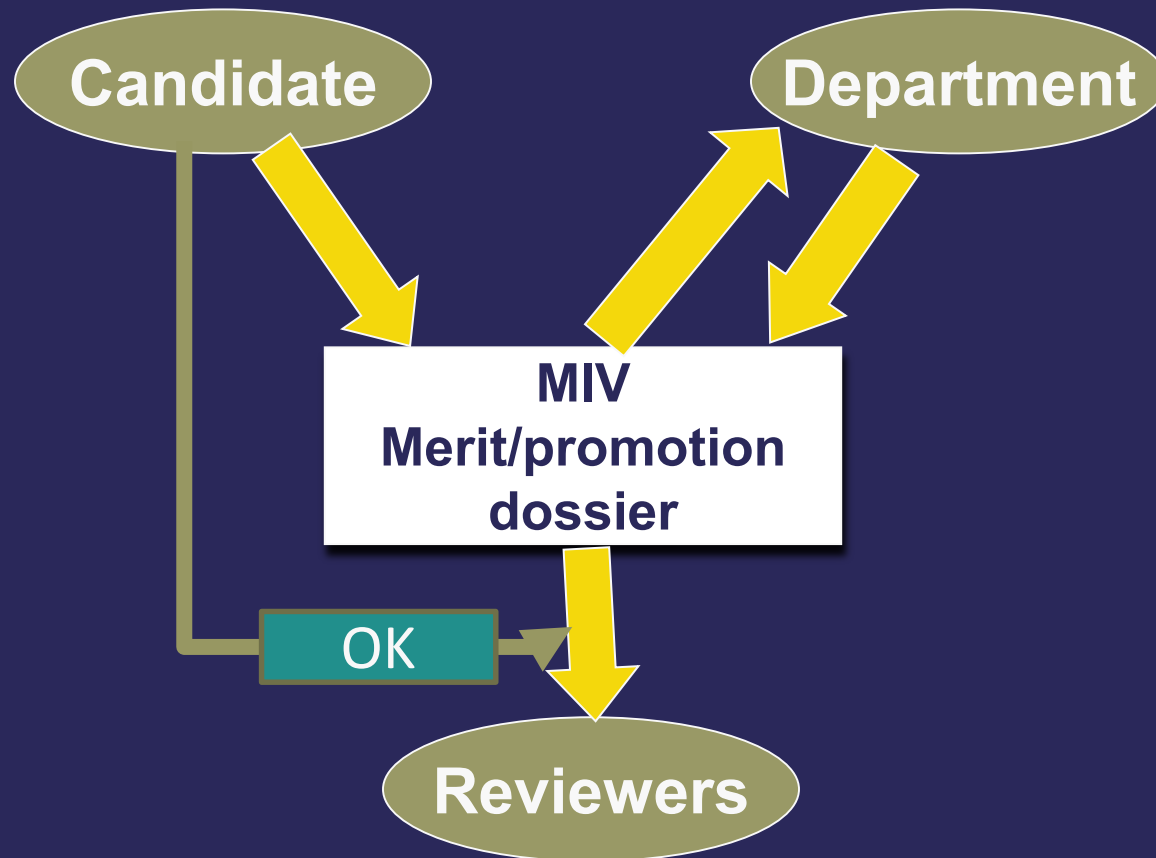 Candidate
Department
MIV
Merit/promotion
dossier
OK
Reviewers